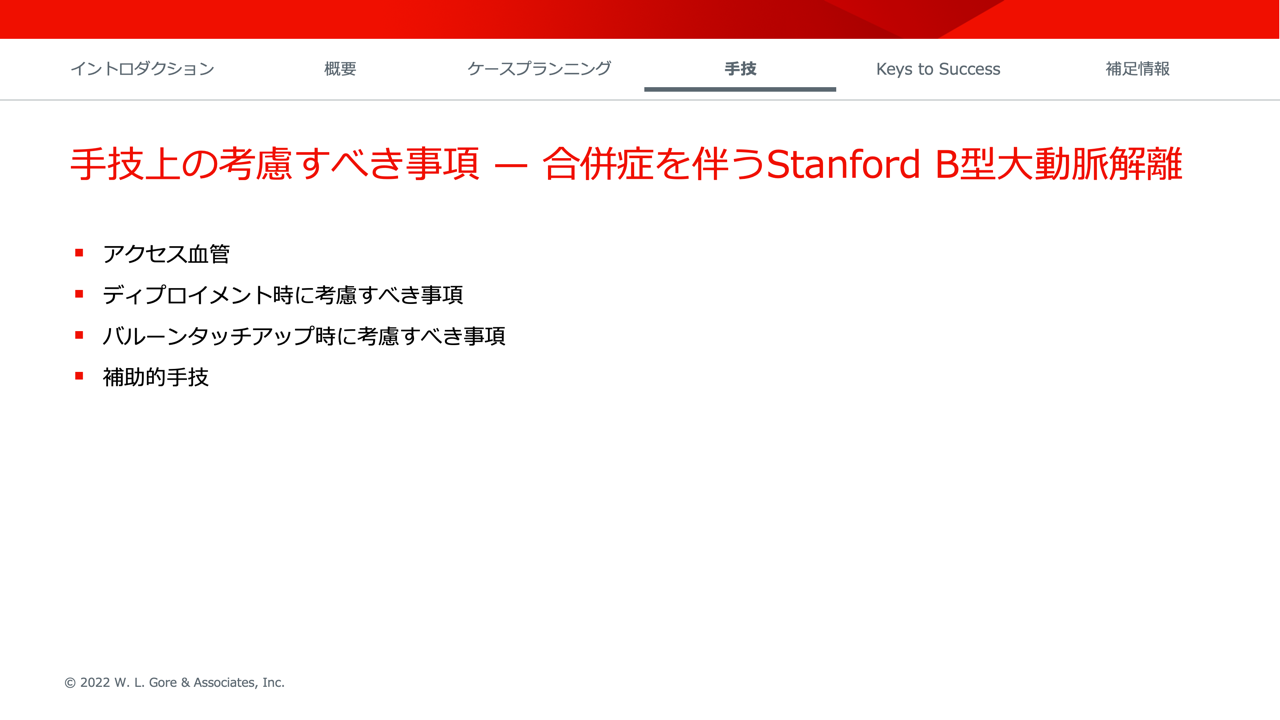 イントロダクション
概要
ケースプランニング
手技
Keys to Success
補足情報
手技上の考慮すべき事項 ー 合併症を伴うStanford B型大動脈解離
▪ アクセス血管
▪ ディプロイメント時に考慮すべき事項
▪ バルーンタッチアップ時に考慮すべき事項
▪ 補助的手技
© 2022 W. L. Gore & Associates, Inc.